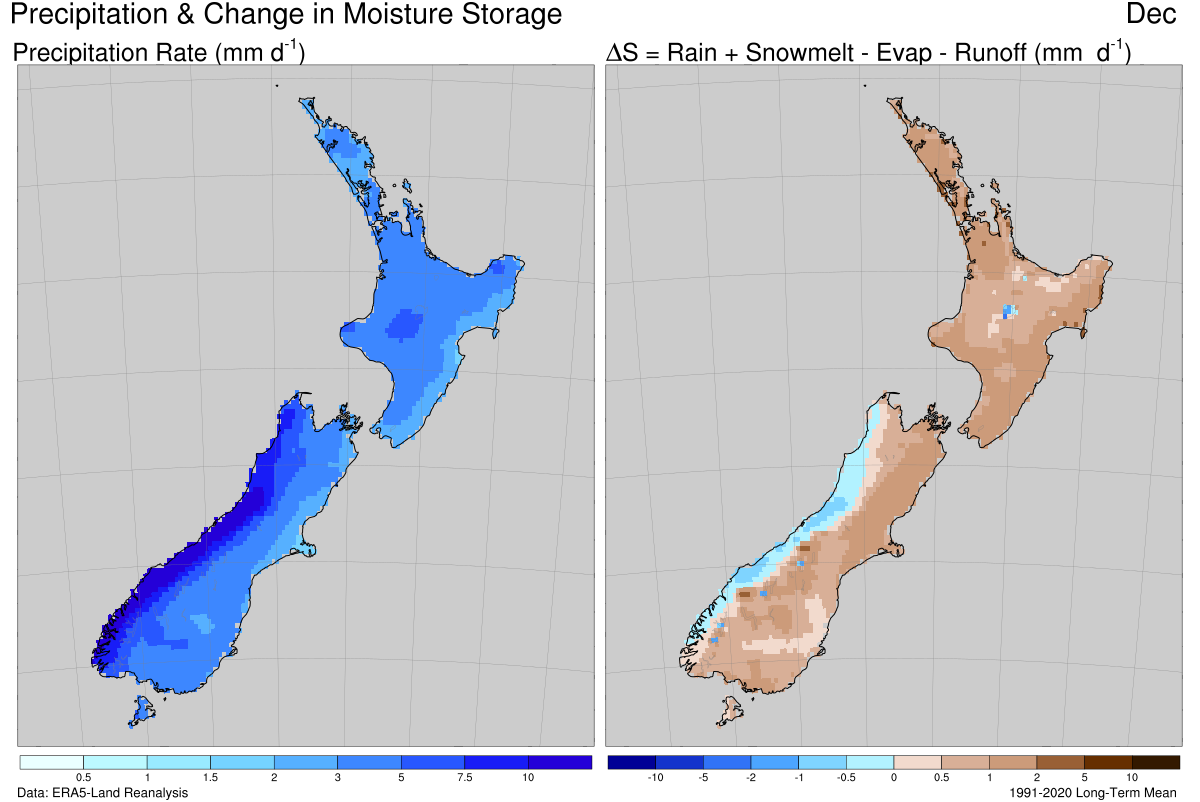 Precipitation & Change in Moisture Storage Dec
Precipitation Rate (mm d-1) ΔS = Rain + Snowmelt - Evap - Runoff (mm d-1)
0.5 1 1.5 2 3 5 7.5 10 -10 -5 -2 -1 -0.5 0 0.5 1 2 5 10
Data: ERA5-Land Reanalysis 1991-2020 Long-Term Mean